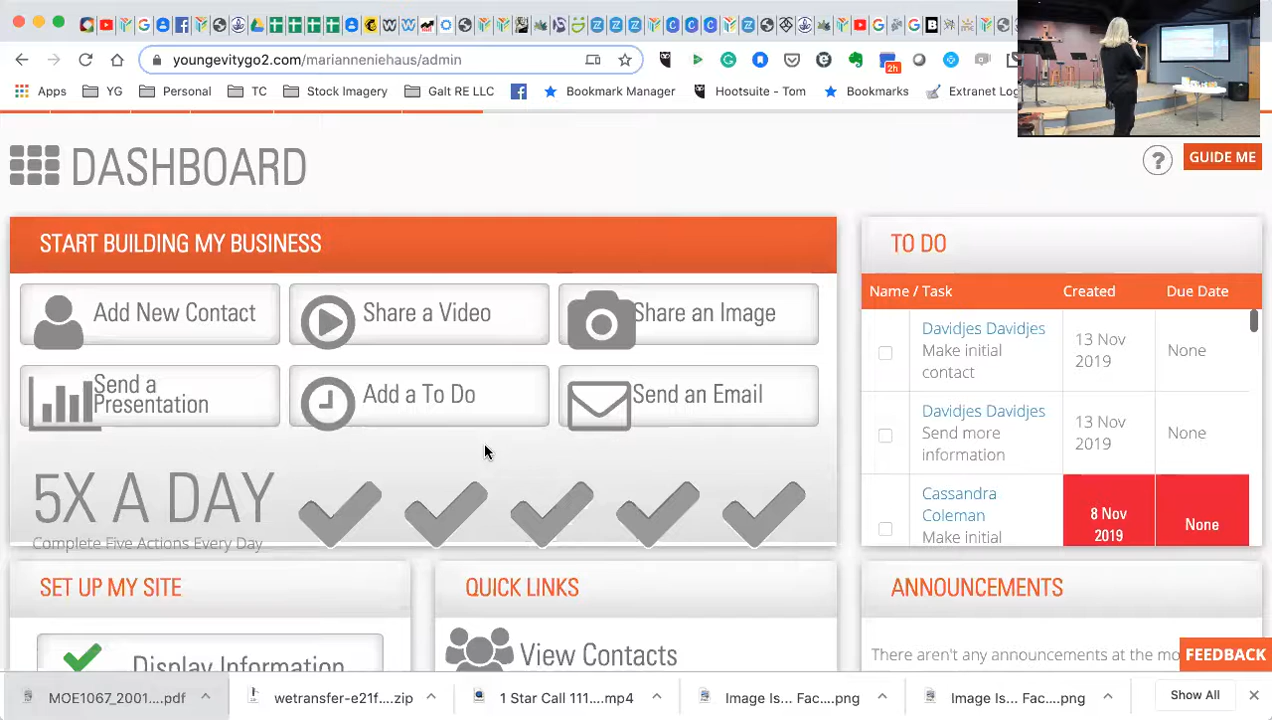 youngevitygo2.com/marianneniehaus/admin
2h
Apps YG Personal TC Stock Imagery Galt RE LLC Bookmark Manager Hootsuite - Tom Bookmarks Extranet Log
DASHBOARD
? GUIDE ME
START BUILDING MY BUSINESS
Add New Contact
Share a Video
Share an Image
Send a
Presentation
Add a To Do
Send an Email
5X A DAY
Complete Five Actions Every Day
TO DO
Name / Task Created Due Date
Davidjes Davidjes
Make initial
contact
13 Nov
2019
None
Davidjes Davidjes
Send more
information
13 Nov
2019
None
Cassandra
Coleman
Make initial
8 Nov
2019
None
SET UP MY SITE
Display Information
QUICK LINKS
View Contacts
ANNOUNCEMENTS
There aren't any announcements at the mo
FEEDBACK
MOE1067_2001....pdf
wetransfer-e21f....zip
1 Star Call 111....mp4
Image Is... Fac....png
Image Is... Fac....png
Show All